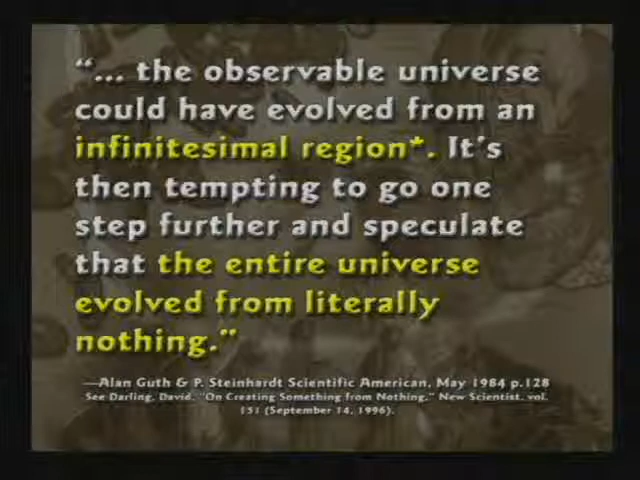 "... the observable universe
could have evolved from an
infinitesimal region*. It's
then tempting to go one
step further and speculate
that the entire universe
evolved from literally
nothing."
—Alan Guth & P. Steinhardt Scientific American, May 1984 p.128
See Darling, David, "On Creating Something from Nothing," New Scientist, vol.
151 (September 14, 1996).